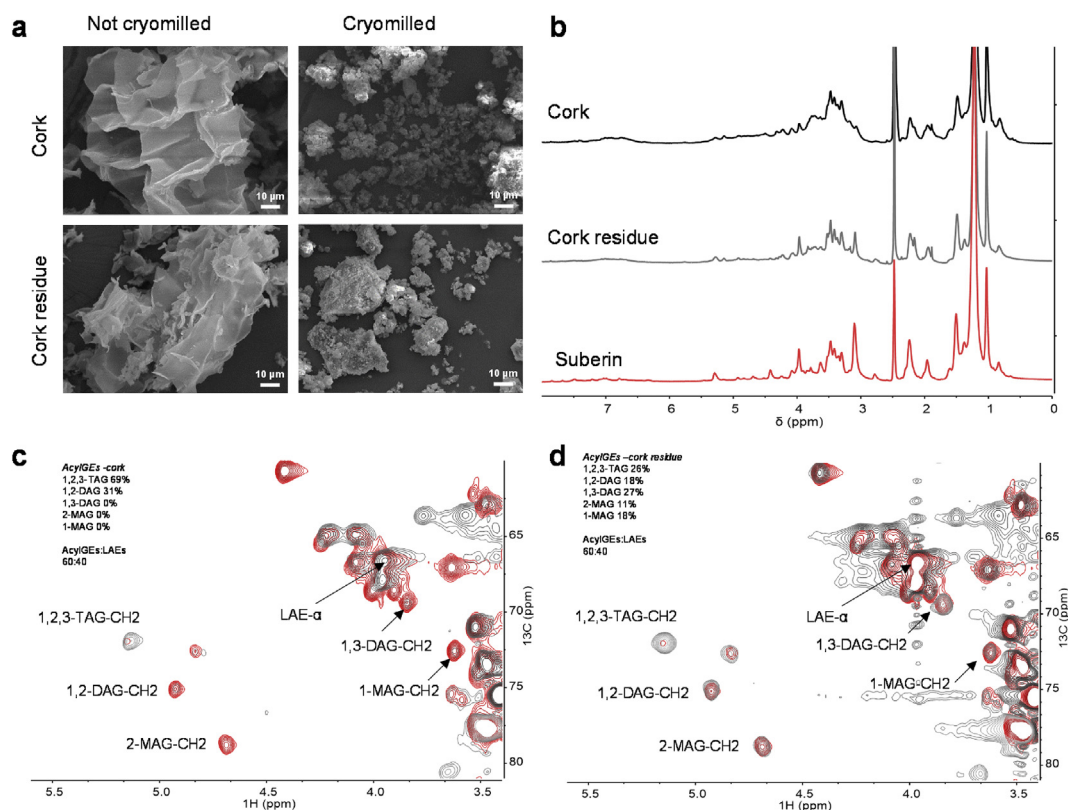 a
Not cryomilled
Cryomilled
Cork
Cork residue
10 µm
10 µm
10 µm
10 µm
b
Cork
Cork residue
Suberin
7 6 5 4 3 2 1 0
δ (ppm)
c
AcylGEs -cork
1,2,3-TAG 69%
1,2-DAG 31%
1,3-DAG 0%
2-MAG 0%
1-MAG 0%
AcylGEs:LAEs
60:40
LAE-α
1,2,3-TAG-CH2
1,3-DAG-CH2
1-MAG-CH2
1,2-DAG-CH2
2-MAG-CH2
65
70
75
80
13C (ppm)
5.5 5.0 4.5 4.0 3.5
1H (ppm)
d
AcylGEs –cork residue
1,2,3-TAG 26%
1,2-DAG 18%
1,3-DAG 27%
2-MAG 11%
1-MAG 18%
AcylGEs:LAEs
60:40
LAE-α
1,2,3-TAG-CH2
1,3-DAG-CH2
1-MAG-CH2
1,2-DAG-CH2
2-MAG-CH2
65
70
75
80
13C (ppm)
5.5 5.0 4.5 4.0 3.5
1H (ppm)